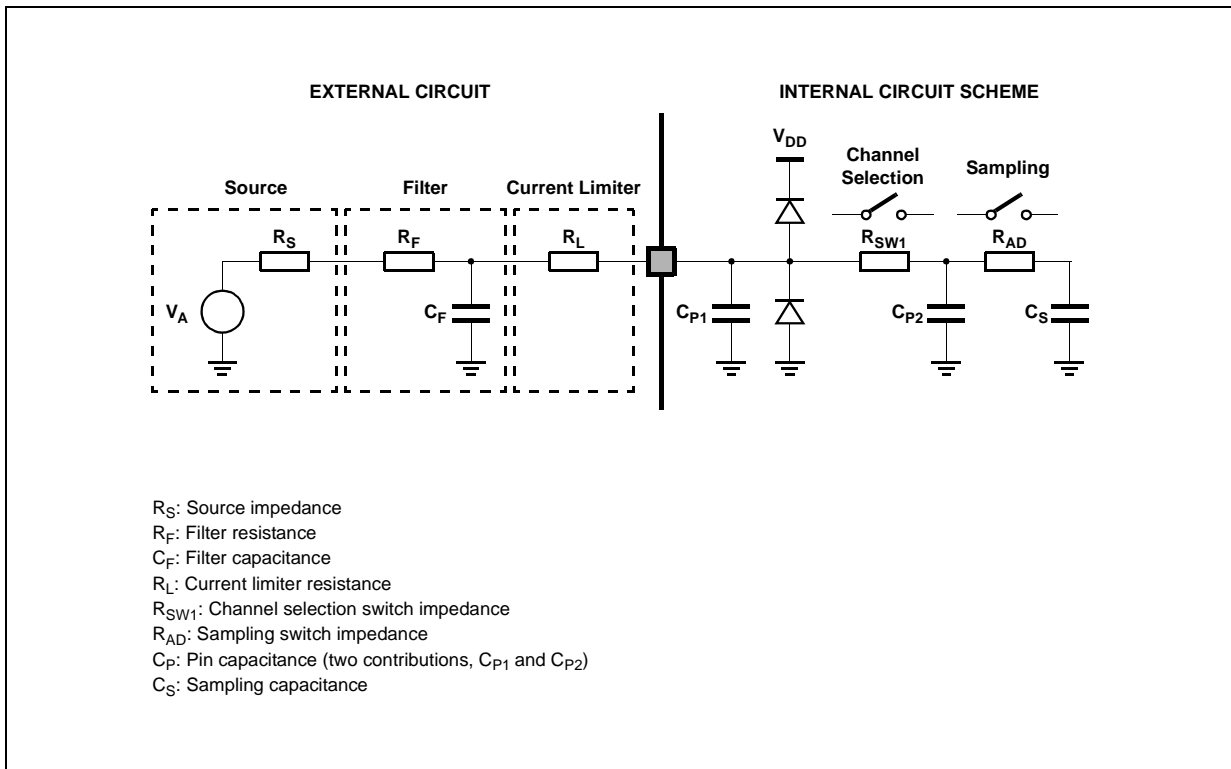 EXTERNAL CIRCUIT
INTERNAL CIRCUIT SCHEME
VDD
Channel
Selection
Sampling
Source
Filter
Current Limiter
RS
RF
RL
RSW1
RAD
VA
CF
CP1
CP2
CS
RS: Source impedance
RF: Filter resistance
CF: Filter capacitance
RL: Current limiter resistance
RSW1: Channel selection switch impedance
RAD: Sampling switch impedance
CP: Pin capacitance (two contributions, CP1 and CP2)
CS: Sampling capacitance